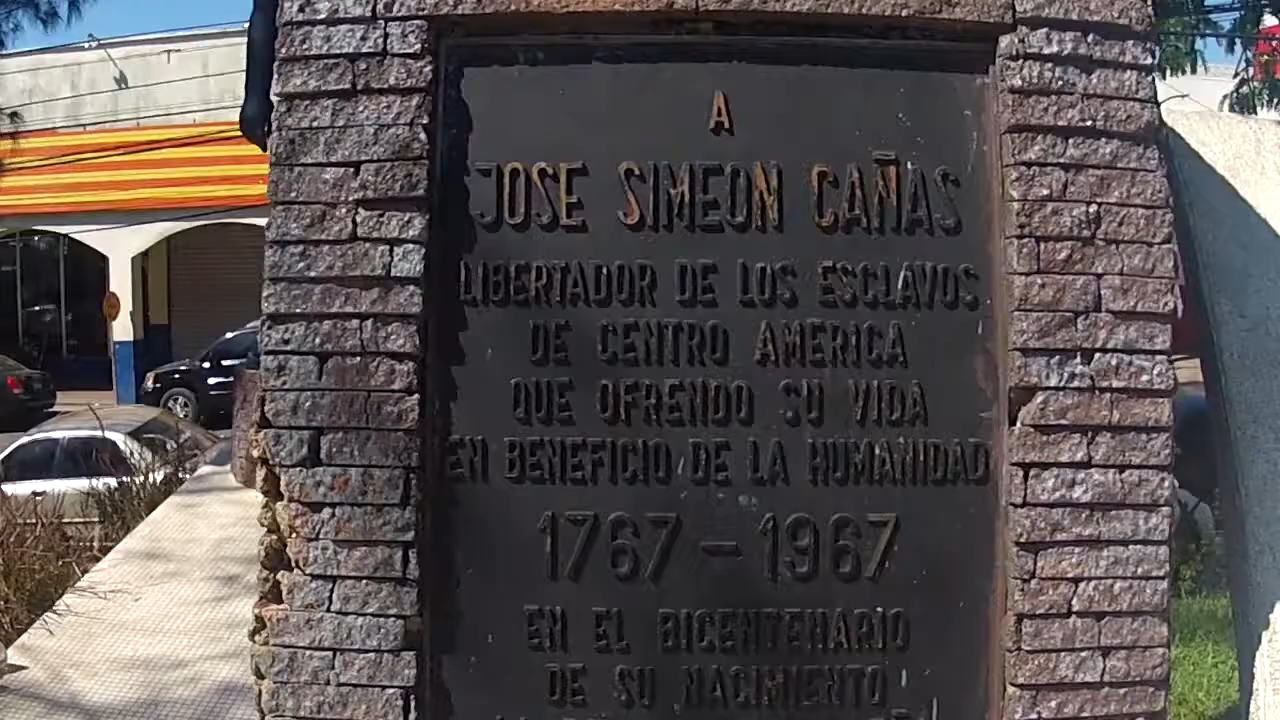 A
JOSE SIMEON CAÑAS
LIBERTADOR DE LOS ESCLAVOS
DE CENTRO AMERICA
QUE OFRENDO SU VIDA
EN BENEFICIO DE LA HUMANIDAD
1767 - 1967
EN EL BICENTENARIO
DE SU NACIMIENTO